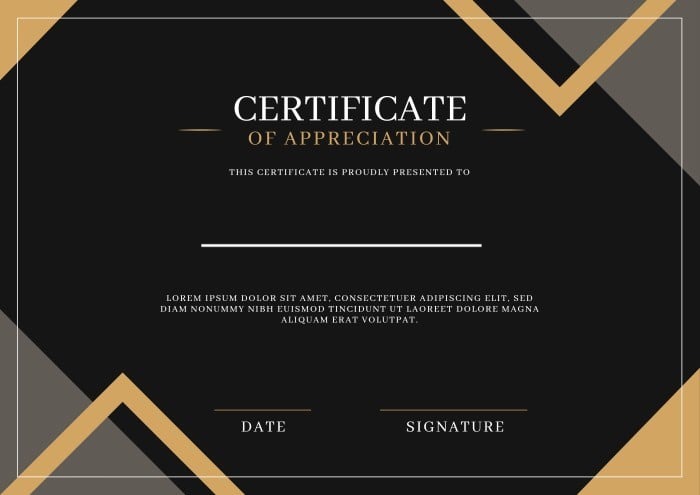 CERTIFICATE
OF APPRECIATION
THIS CERTIFICATE IS PROUDLY PRESENTED TO
LOREM IPSUM DOLOR SIT AMET, CONSECTETUER ADIPISCING ELIT, SED
DIAM NONUMMY NIBH EUISMOD TINCIDUNT UT LAOREET DOLORE MAGNA
ALIQUAM ERAT VOLUTPAT.
DATE
SIGNATURE